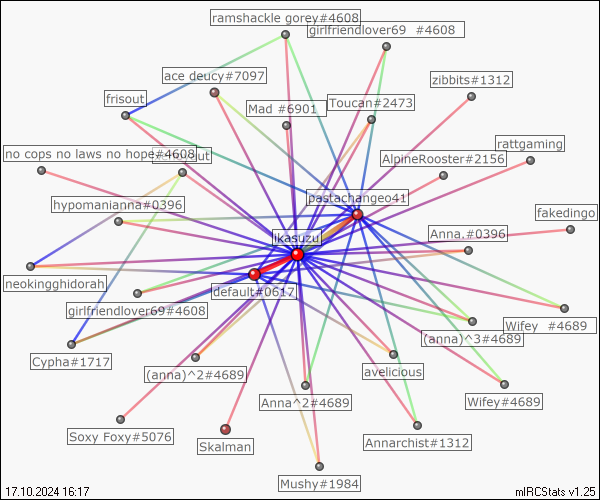 ramshackle gorey#4608
girlfriendlover69 #4608
ace deucy#7097
zibbits#1312
frisout
Mad #6901
Toucan#2473
rattgaming
no cops no laws no hope#4608
AlpineRooster#2156
pastachangeo41
hypomanianna#0396
fakedingo
Anna.#0396
likasuzu
neokingghidorah
default#0617
girlfriendlover69#4608
Wifey #4689
(anna)^3#4689
Cypha#1717
(anna)^2#4689
avelicious
Anna^2#4689
Wifey#4689
Soxy Foxy#5076
Skalman
Annarchist#1312
Mushy#1984
17.10.2024 16:17
mIRCStats v1.25